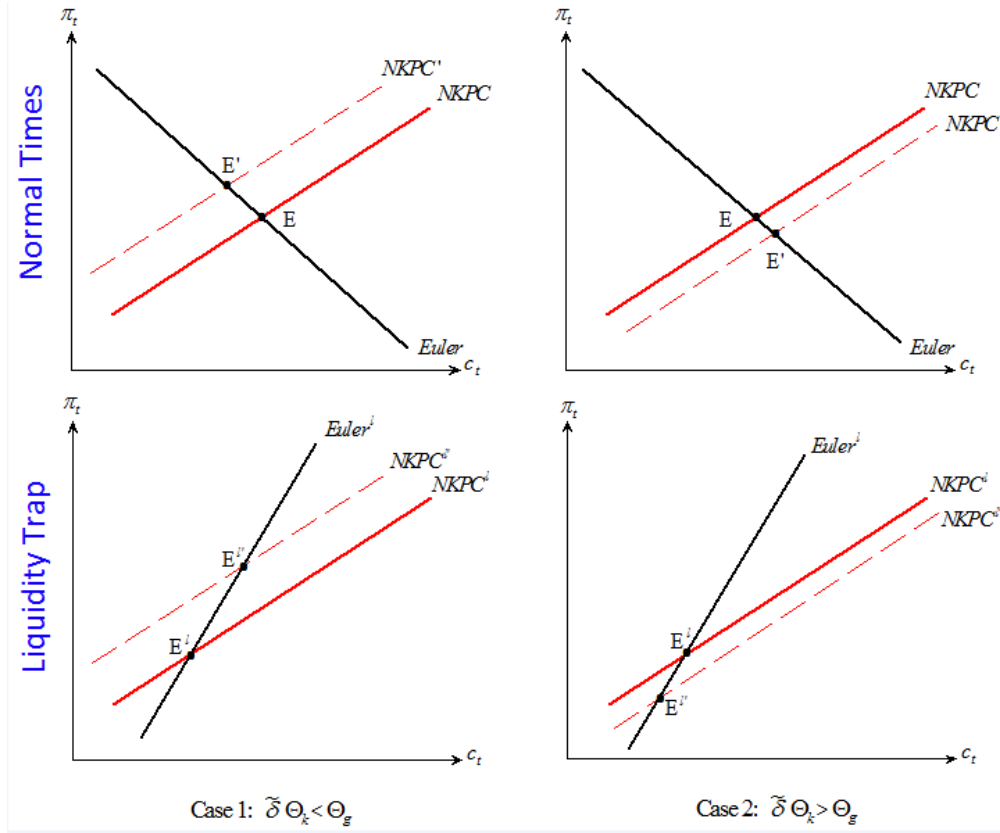 Normal Times
π_t
NKPC'
NKPC
E'
E
Euler
c_t
π_t
NKPC
NKPC
E
E'
Euler
c_t
Liquidity Trap
π_t
Euler^l
NKPC^l'
NKPC^l
E^l'
E^l
c_t
π_t
Euler^l
NKPC^l
NKPC^l'
E^l
E^l'
c_t
Case 1: δ̃ Θ_k < Θ_g
Case 2: δ̃ Θ_k > Θ_g